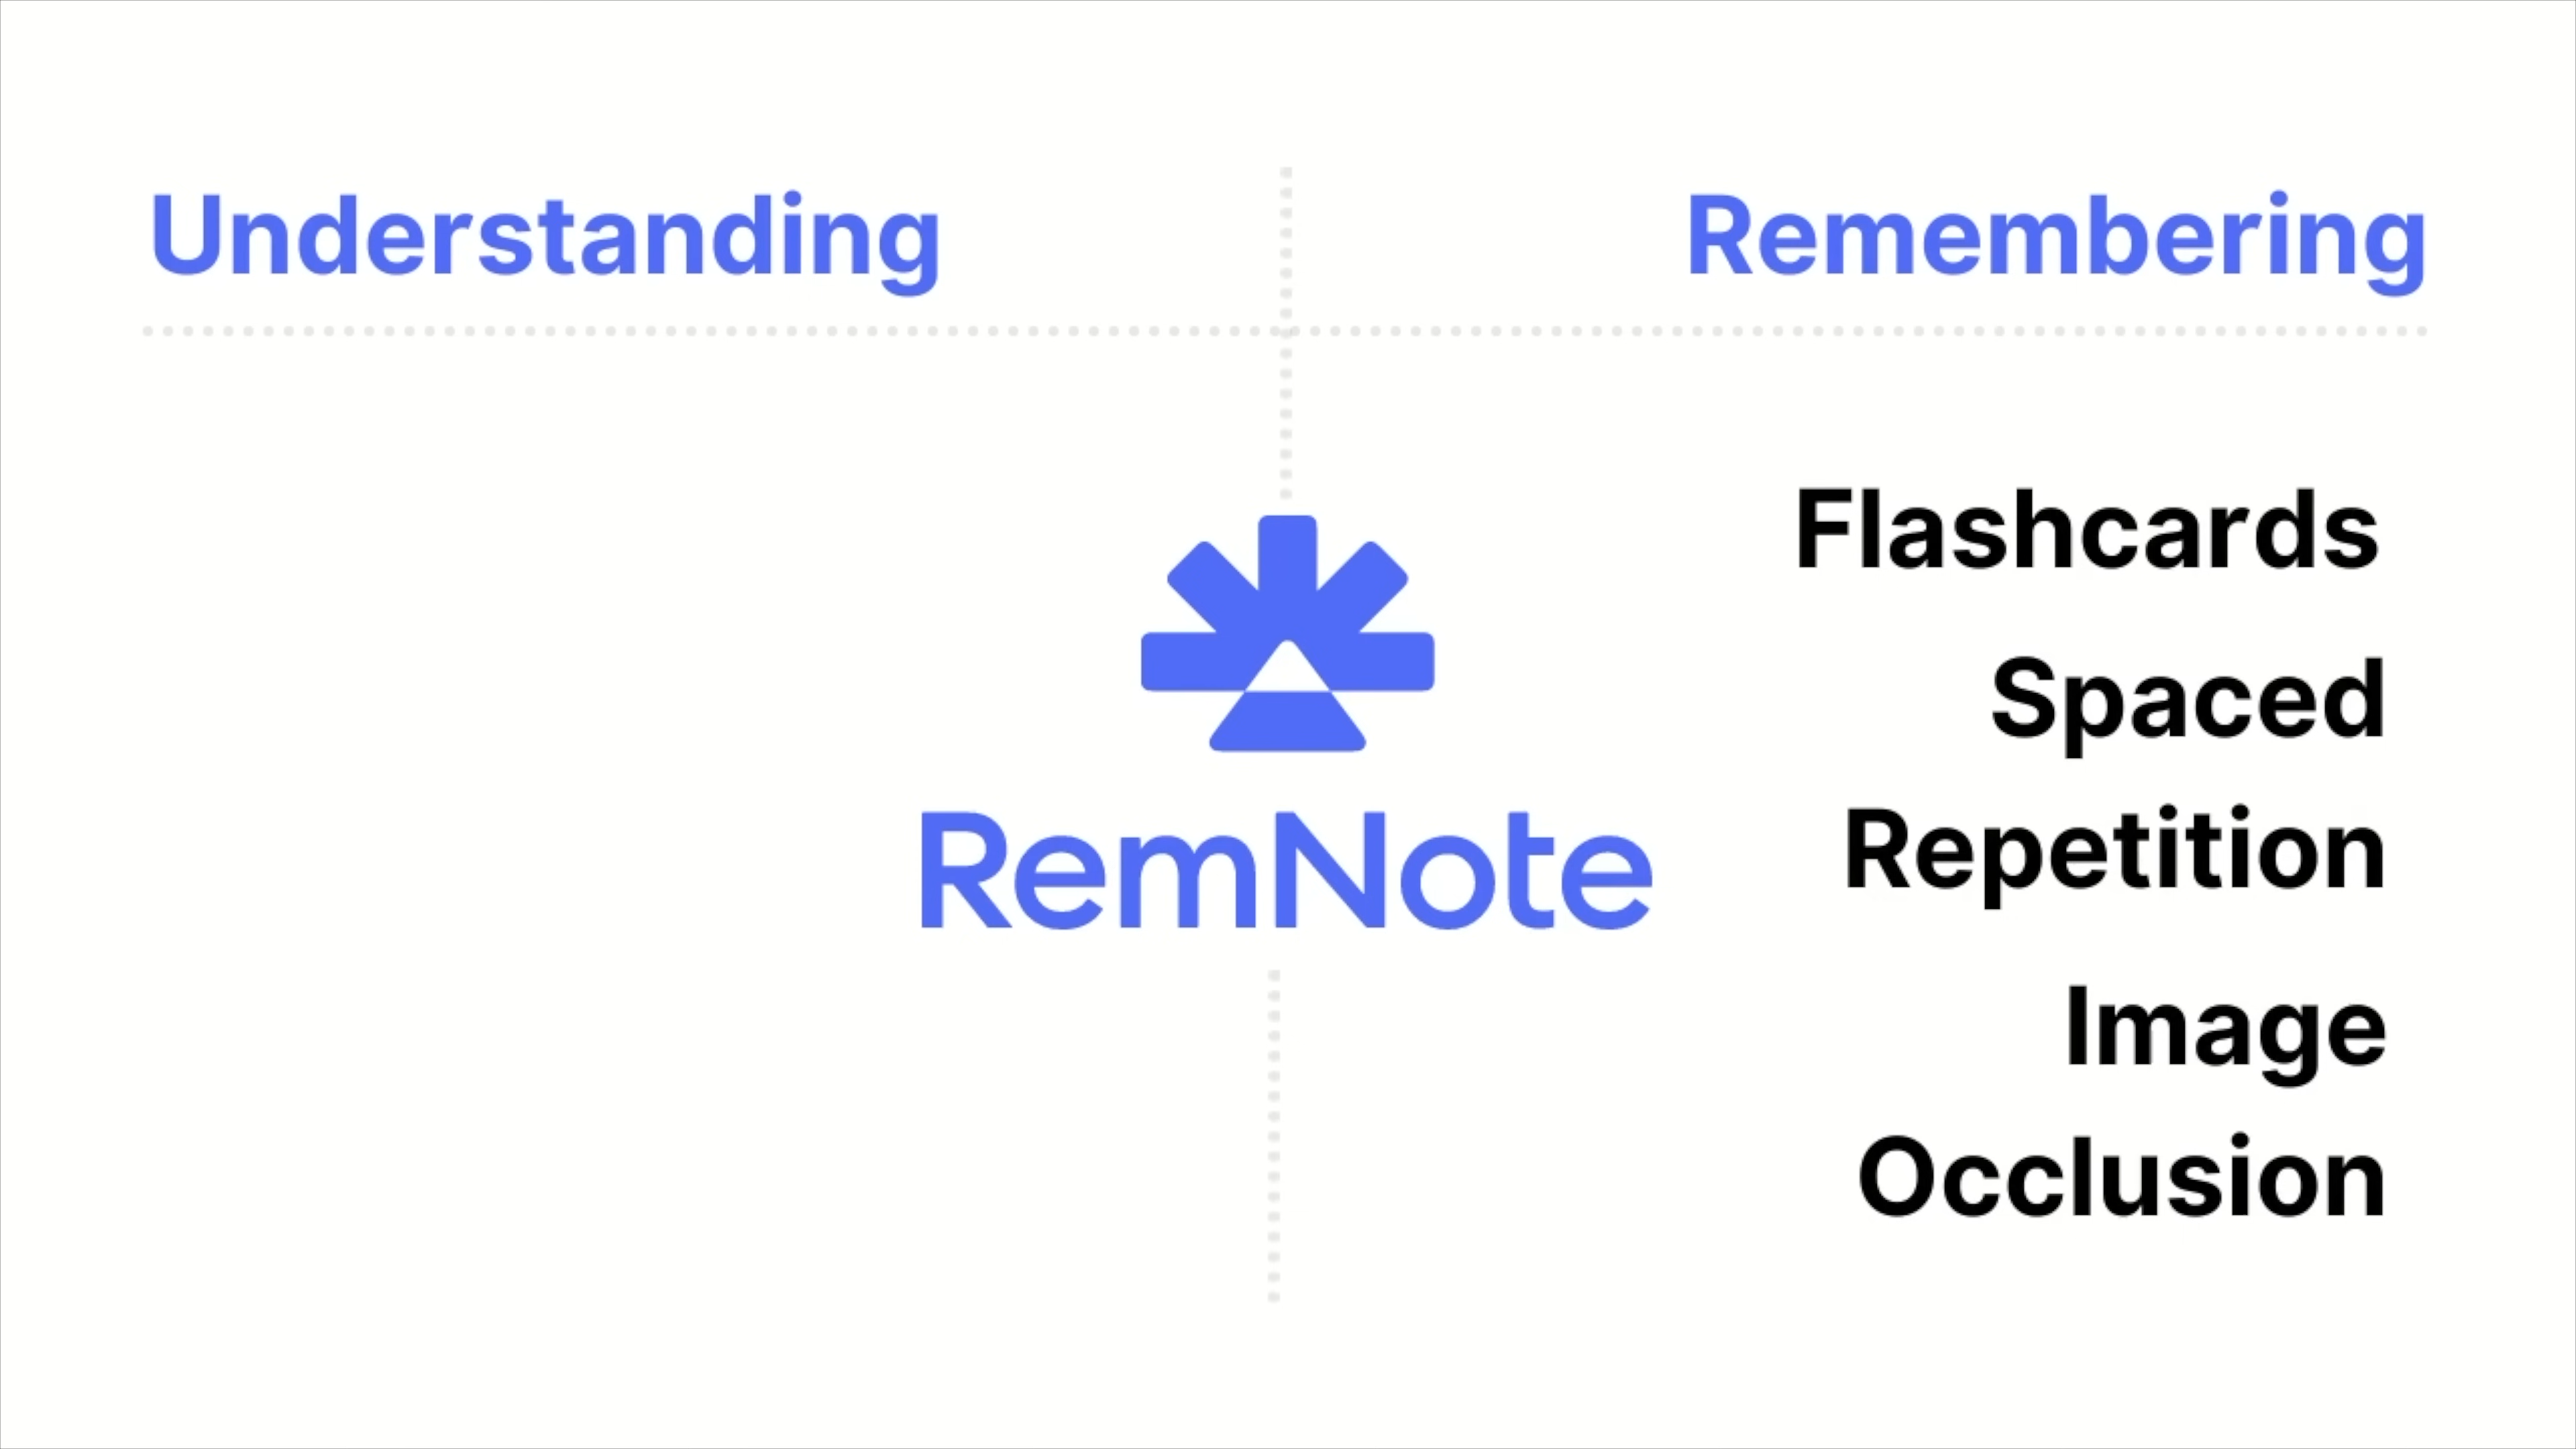 Understanding
Remembering
RemNote
Flashcards
Spaced
Repetition
Image
Occlusion